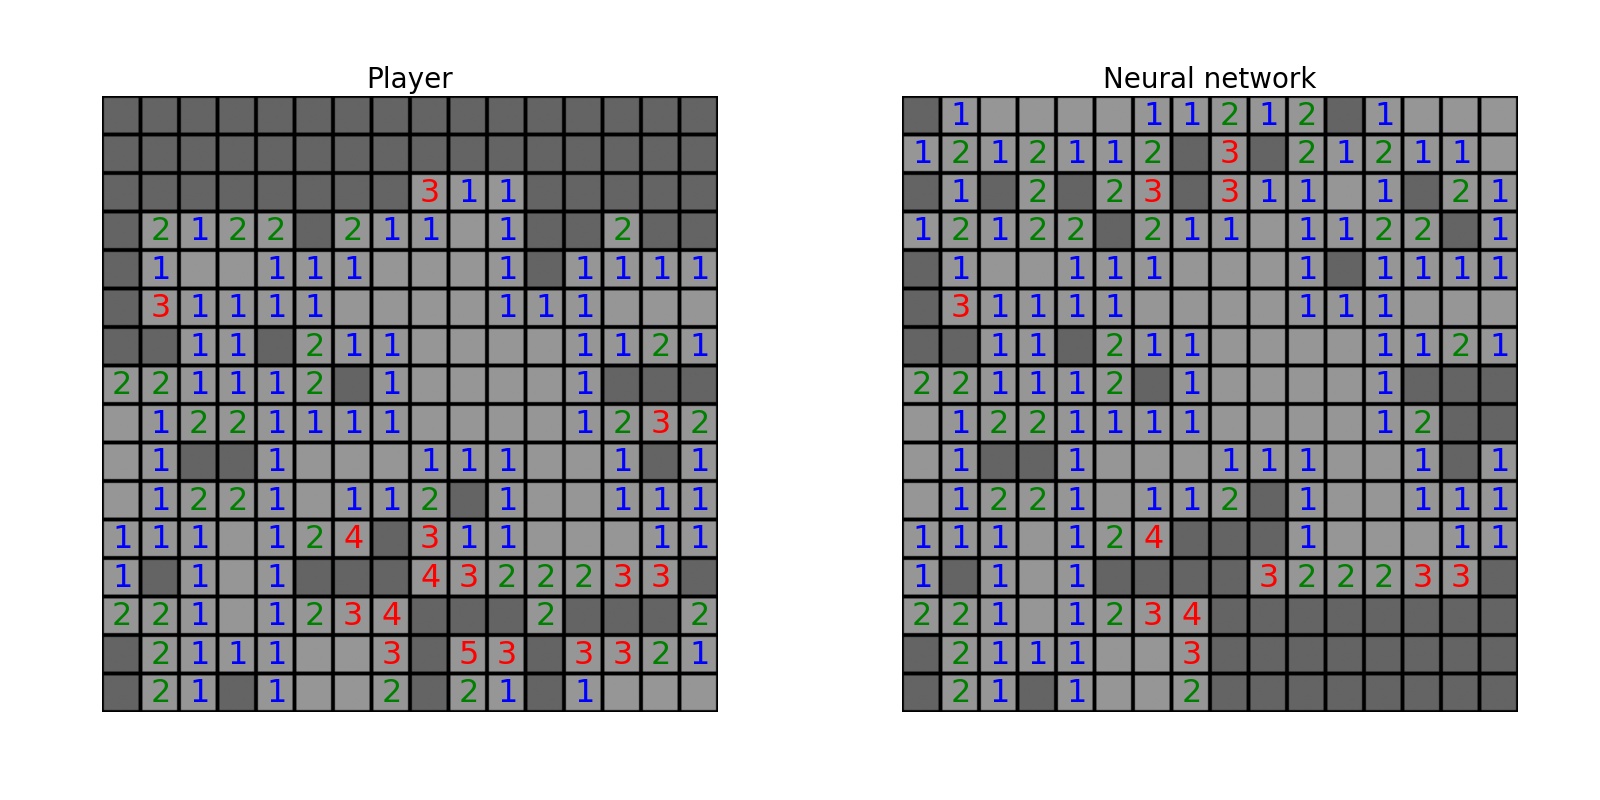 Player Neural network
1 1 1 2 1 2 1
1 2 1 2 1 1 2 3 2 1 2 1 1
3 1 1 1 2 2 3 3 1 1 1 2 1
2 1 2 2 2 1 1 1 2 1 2 1 2 2 2 1 1 1 1 2 2 1
1 1 1 1 1 1 1 1 1 1 1 1 1 1 1 1 1 1
3 1 1 1 1 1 1 1 3 1 1 1 1 1 1 1
1 1 2 1 1 1 1 2 1 1 1 2 1 1 1 1 2 1
2 2 1 1 1 2 1 1 2 2 1 1 1 2 1 1
1 2 2 1 1 1 1 1 2 3 2 1 2 2 1 1 1 1 1 2
1 1 1 1 1 1 1 1 1 1 1 1 1 1
1 2 2 1 1 1 2 1 1 1 1 1 2 2 1 1 1 2 1 1 1 1
1 1 1 1 2 4 3 1 1 1 1 1 1 1 1 2 4 1 1 1
1 1 1 4 3 2 2 2 3 3 1 1 1 3 2 2 2 3 3
2 2 1 1 2 3 4 2 2 2 2 1 1 2 3 4
2 1 1 1 3 5 3 3 3 2 1 2 1 1 1 3
2 1 1 2 2 1 1 2 1 1 2